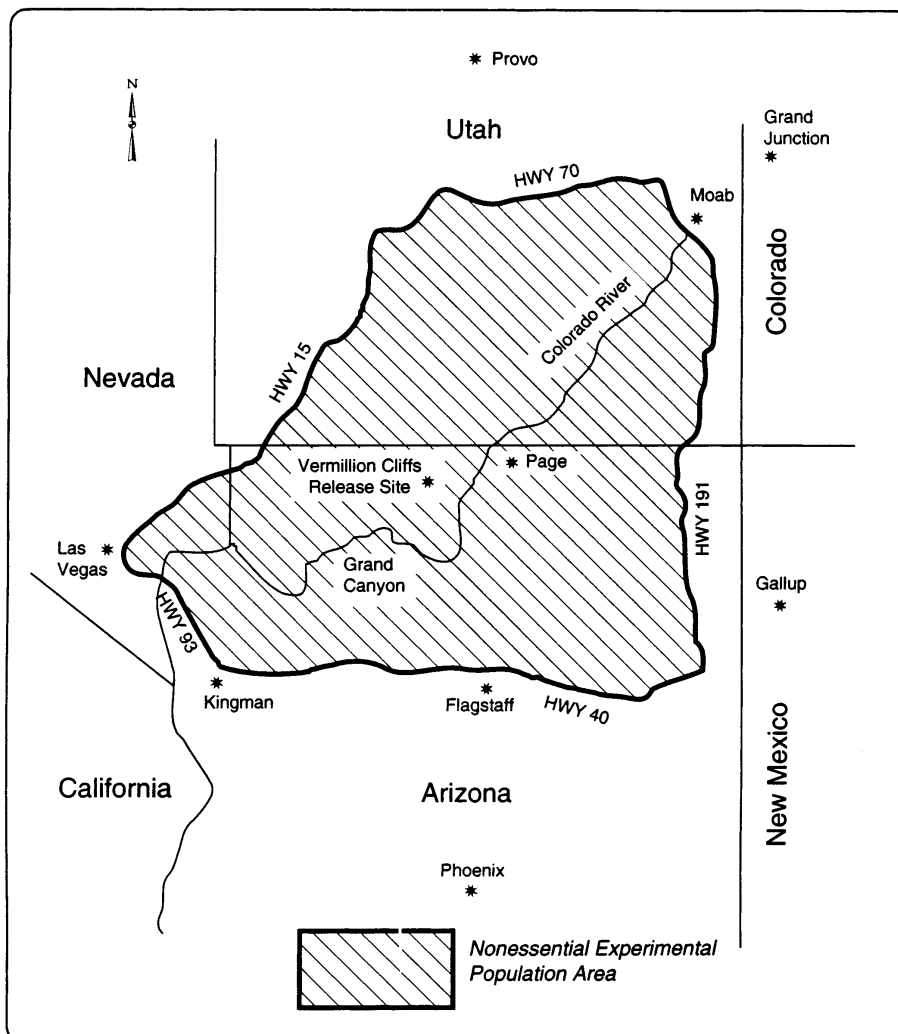 Provo
N
Utah
Grand
Junction
HWY 70
Moab
Colorado
Colorado River
HWY 15
Nevada
Vermillion Cliffs
Release Site
Page
HWY 191
Las
Vegas
Grand
Canyon
Gallup
HWY 93
Kingman
Flagstaff
HWY 40
California
Arizona
New Mexico
Phoenix
Nonessential Experimental
Population Area